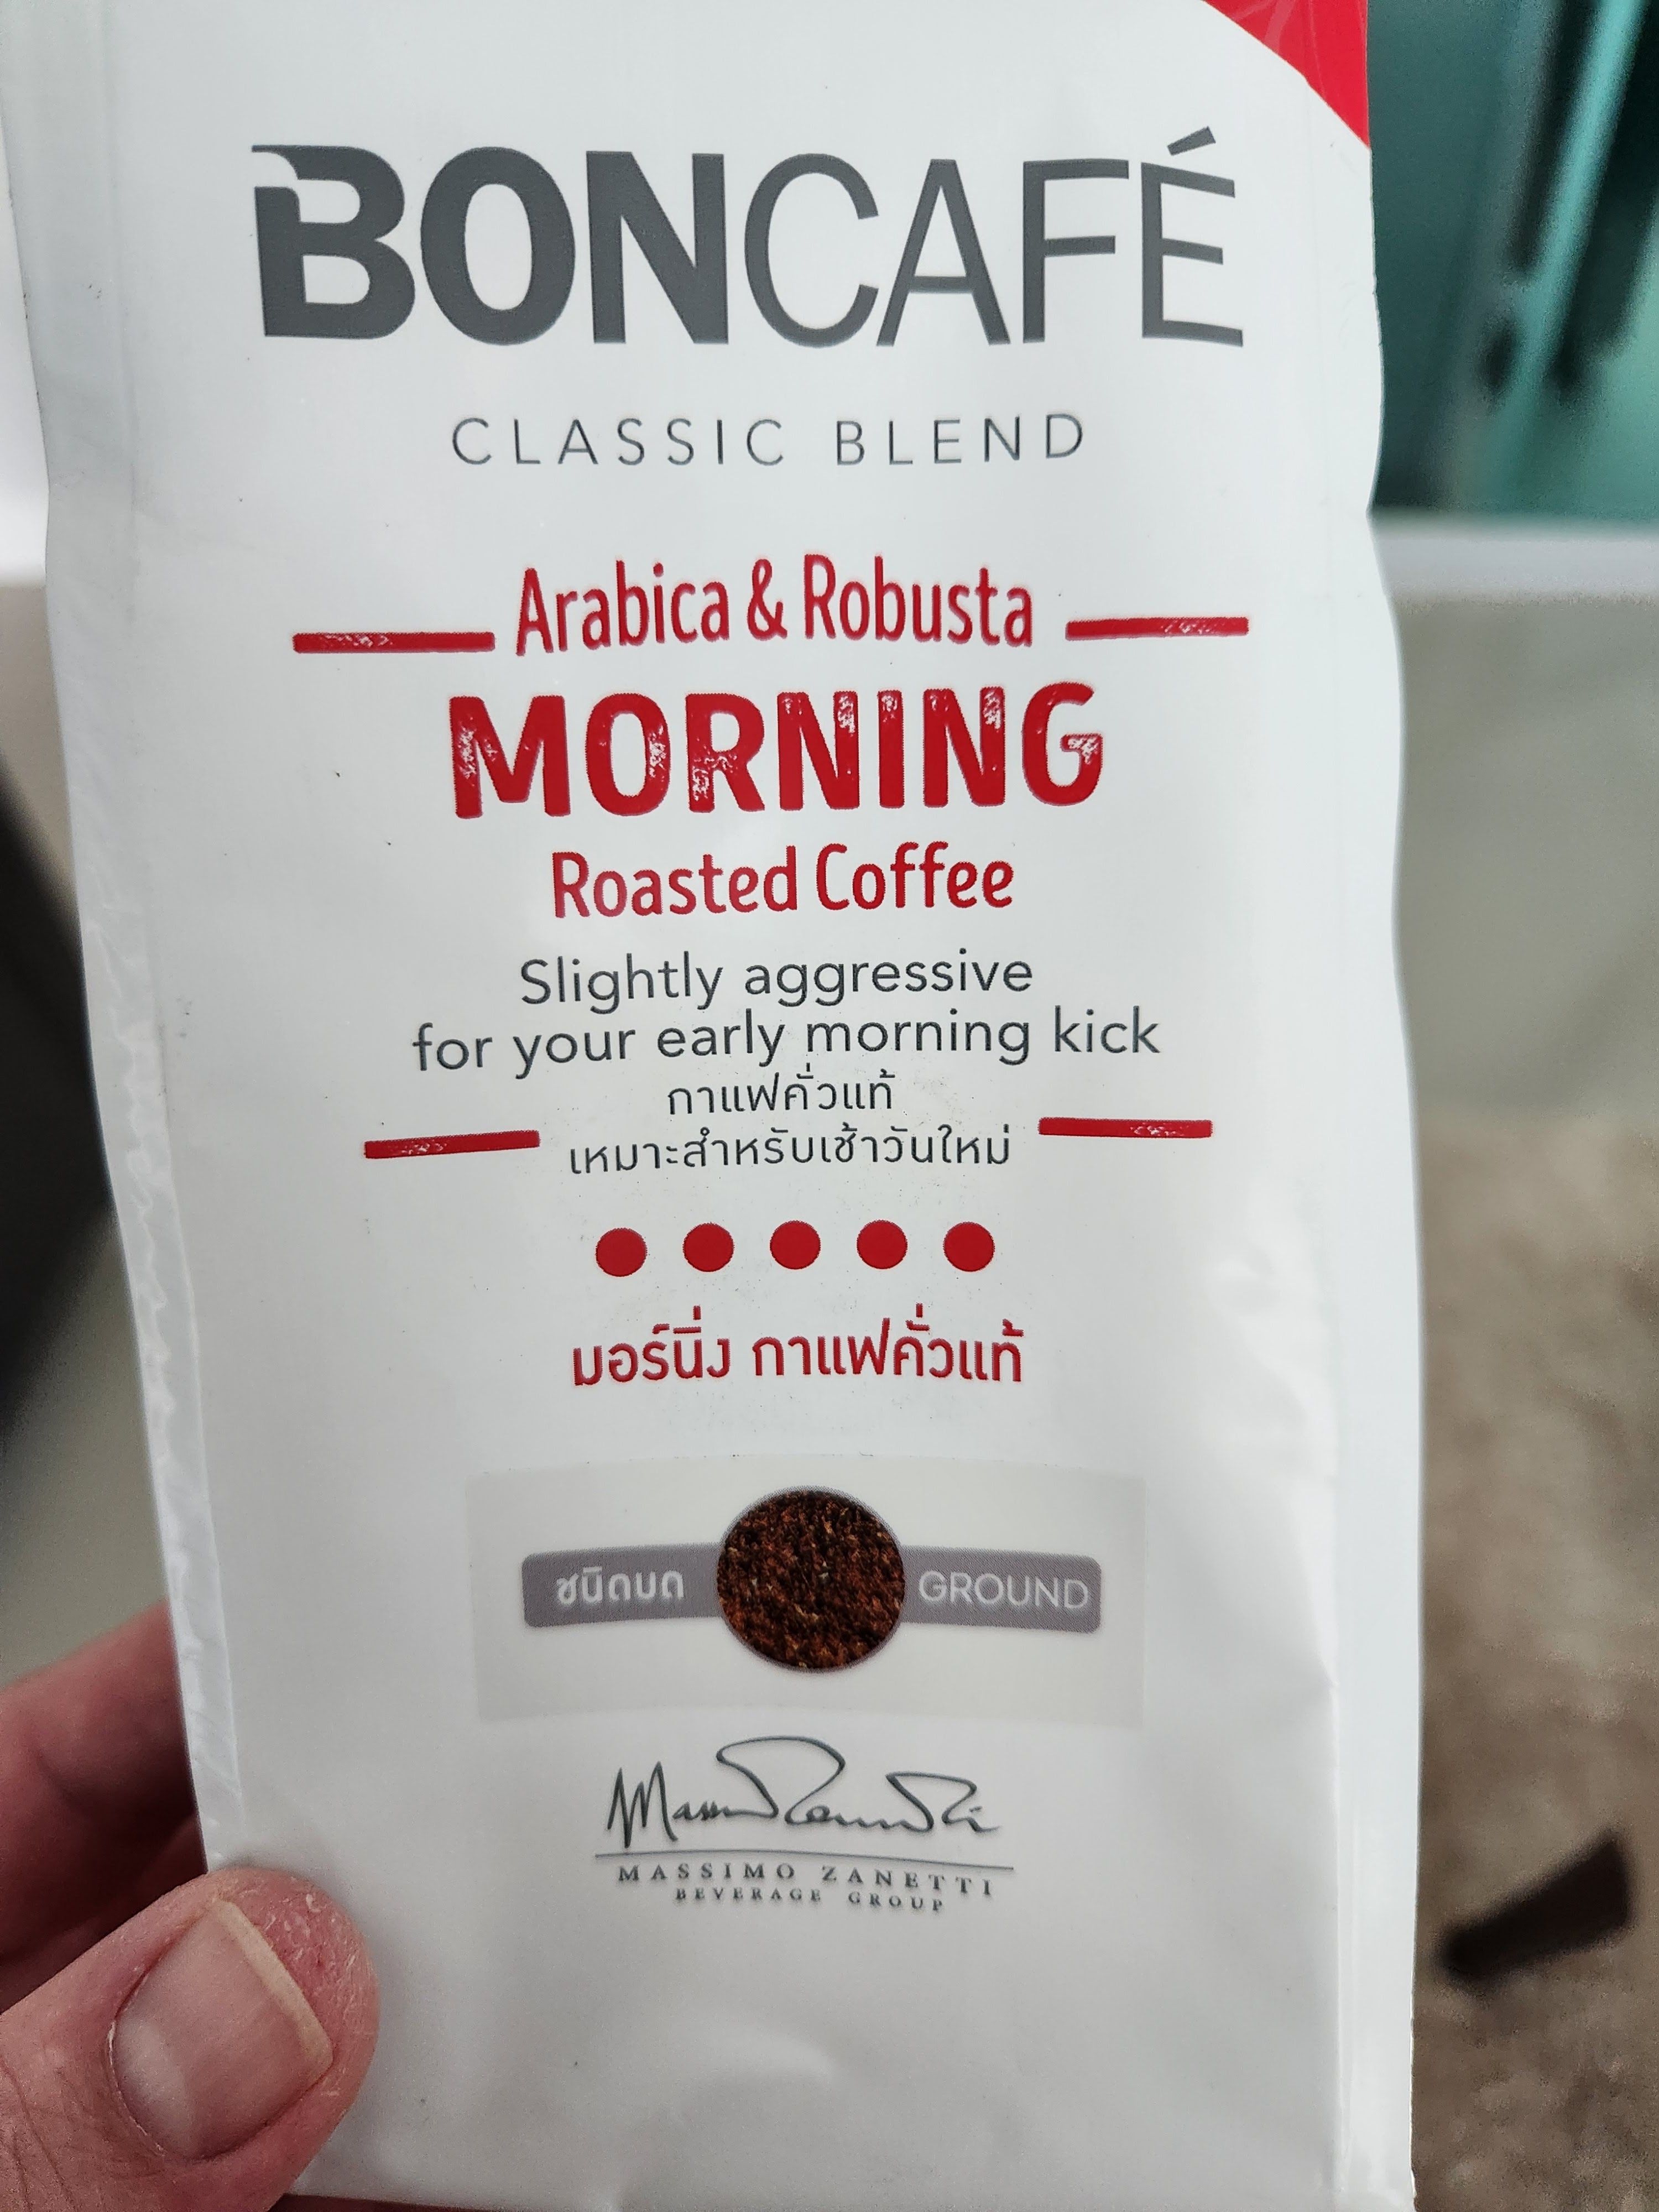 BONCAFÉ
CLASSIC BLEND
Arabica & Robusta
MORNING
Roasted Coffee
Slightly aggressive
for your early morning kick
กาแฟคั่วแท้
เหมาะสำหรับเช้าวันใหม่
มอร์นิ่ง กาแฟคั่วแท้
ชนิดบด GROUND
Massimo Zanetti
MASSIMO ZANETTI
BEVERAGE GROUP